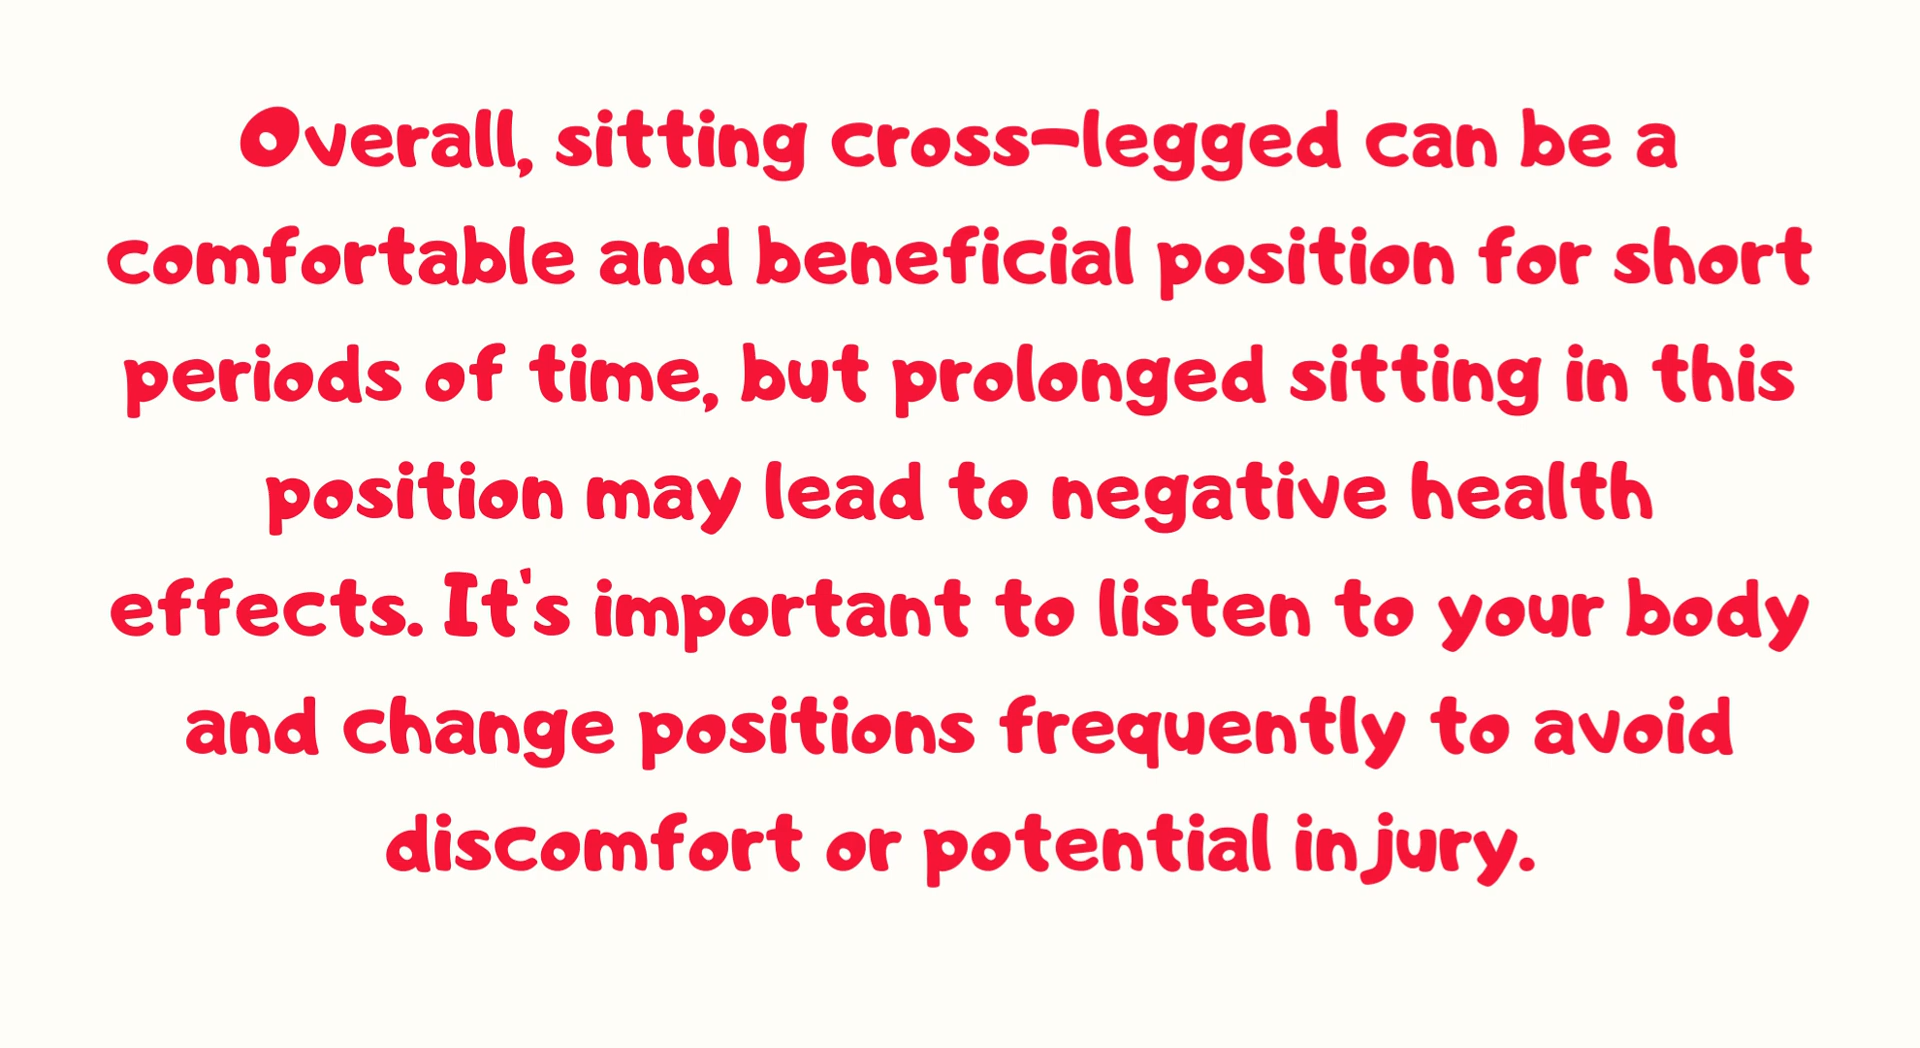 Overall, sitting cross-legged can be a
comfortable and beneficial position for short
periods of time, but prolonged sitting in this
position may lead to negative health
effects. It's important to listen to your body
and change positions frequently to avoid
discomfort or potential injury.